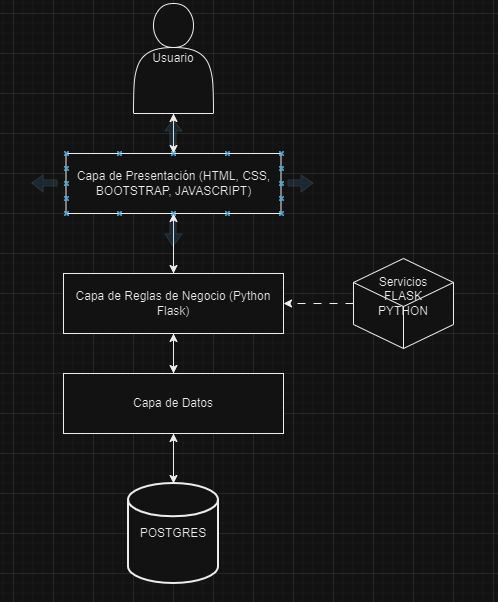 Usuario
Capa de Presentación (HTML, CSS,
BOOTSTRAP, JAVASCRIPT)
Capa de Reglas de Negocio (Python
Flask)
Servicios
FLASK
PYTHON
Capa de Datos
POSTGRES